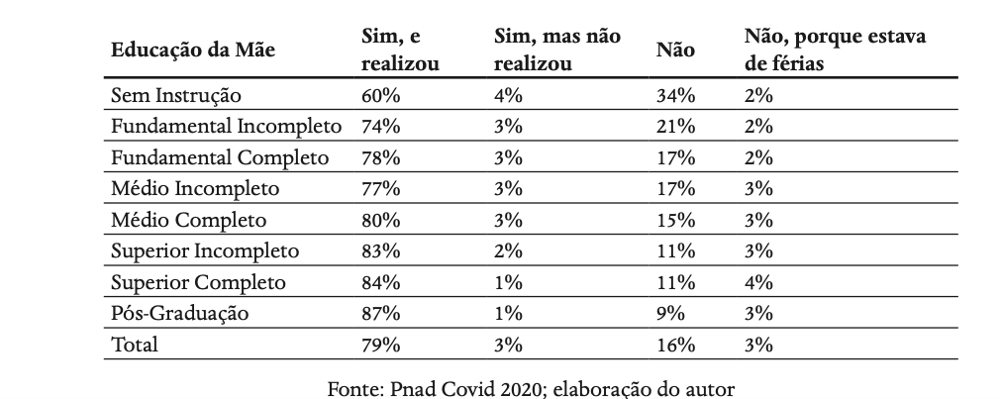 Educação da Mãe Sim, e realizou Sim, mas não realizou Não Não, porque estava de férias
Sem Instrução 60% 4% 34% 2%
Fundamental Incompleto 74% 3% 21% 2%
Fundamental Completo 78% 3% 17% 2%
Médio Incompleto 77% 3% 17% 3%
Médio Completo 80% 3% 15% 3%
Superior Incompleto 83% 2% 11% 3%
Superior Completo 84% 1% 11% 4%
Pós-Graduação 87% 1% 9% 3%
Total 79% 3% 16% 3%
Fonte: Pnad Covid 2020; elaboração do autor